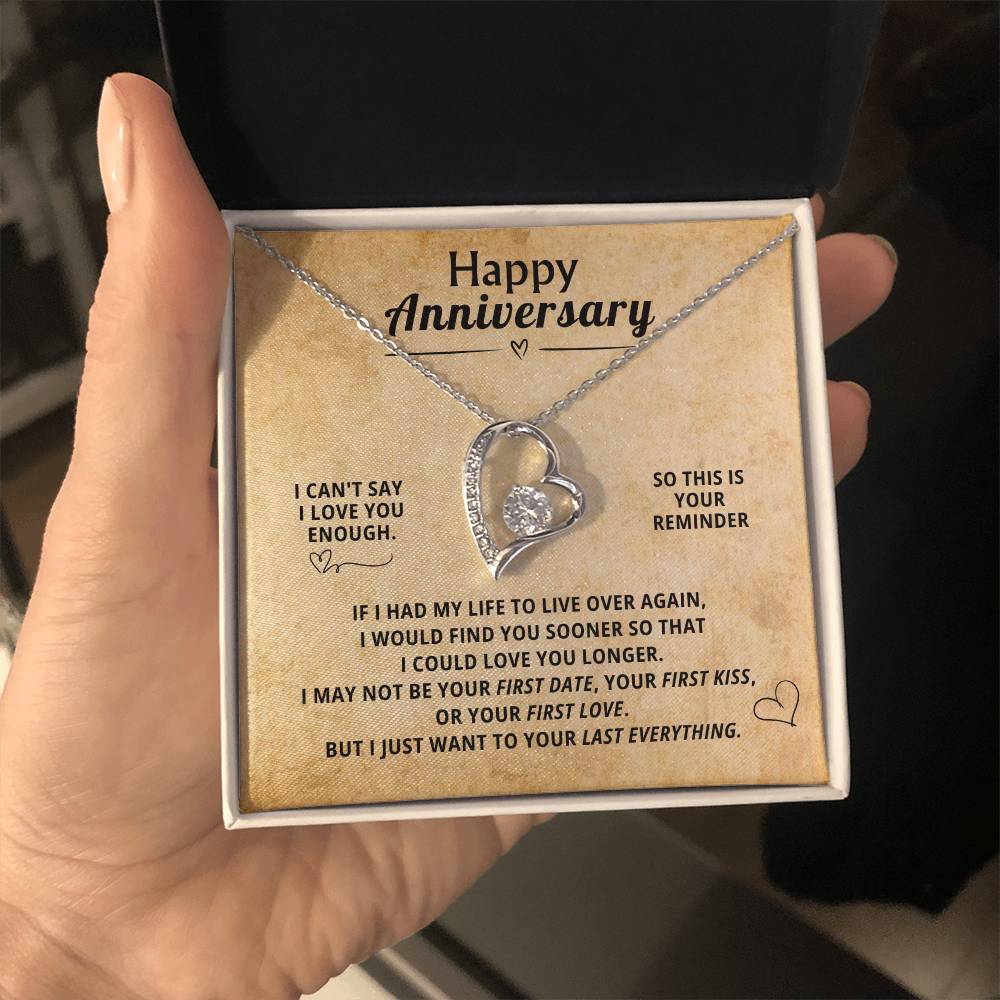 Happy
Anniversary
I CAN'T SAY
I LOVE YOU
ENOUGH.
SO THIS IS
YOUR
REMINDER
IF I HAD MY LIFE TO LIVE OVER AGAIN,
I WOULD FIND YOU SOONER SO THAT
I COULD LOVE YOU LONGER.
I MAY NOT BE YOUR FIRST DATE, YOUR FIRST KISS,
OR YOUR FIRST LOVE.
BUT I JUST WANT TO YOUR LAST EVERYTHING.